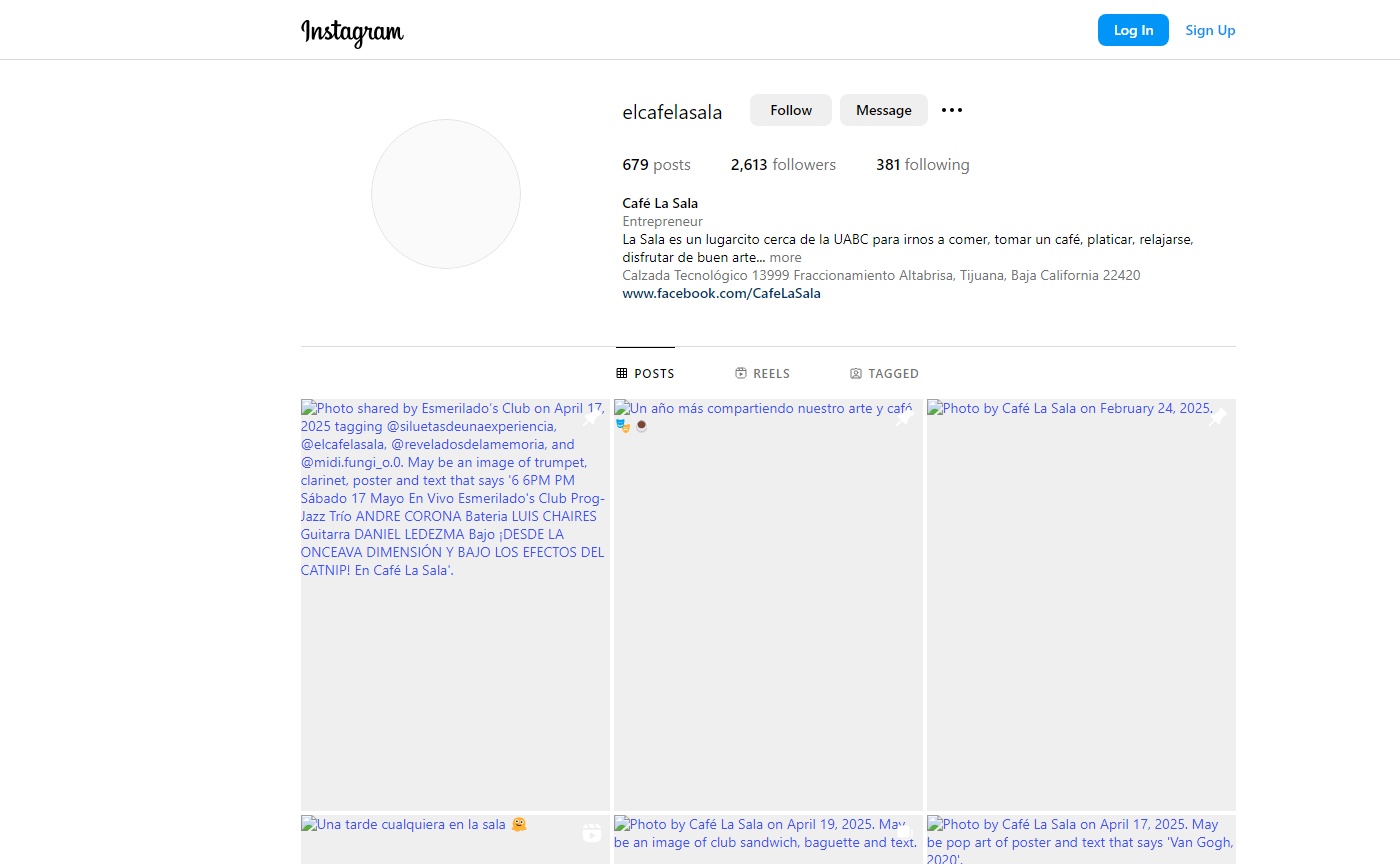 Instagram
Log In
Sign Up
elcafelasala
Follow
Message
679 posts
2,613 followers
381 following
Café La Sala
Entrepreneur
La Sala es un lugarcito cerca de la UABC para irnos a comer, tomar un café, platicar, relajarse,
disfrutar de buen arte... more
Calzada Tecnológico 13999 Fraccionamiento Altabrisa, Tijuana, Baja California 22420
www.facebook.com/CafeLaSala
POSTS
REELS
TAGGED
Photo shared by Esmerilado's Club on April 17,
2025 tagging @siluetasdeunaexperiencia,
@elcafelasala, @reveladosdelamemoria, and
@midi.fungi_o.0. May be an image of trumpet,
clarinet, poster and text that says '6 6PM PM
Sábado 17 Mayo En Vivo Esmerilado's Club Prog-
Jazz Trío ANDRE CORONA Bateria LUIS CHAIRES
Guitarra DANIEL LEDEZMA Bajo ¡DESDE LA
ONCEAVA DIMENSIÓN Y BAJO LOS EFECTOS DEL
CATNIP! En Café La Sala'.
Un año más compartiendo nuestro arte y café
🎭 ☕
Photo by Café La Sala on February 24, 2025.
Una tarde cualquiera en la sala 🤗
Photo by Café La Sala on April 19, 2025. May
be an image of club sandwich, baguette and text.
Photo by Café La Sala on April 17, 2025. May
be pop art of poster and text that says 'Van Gogh,
2020'.